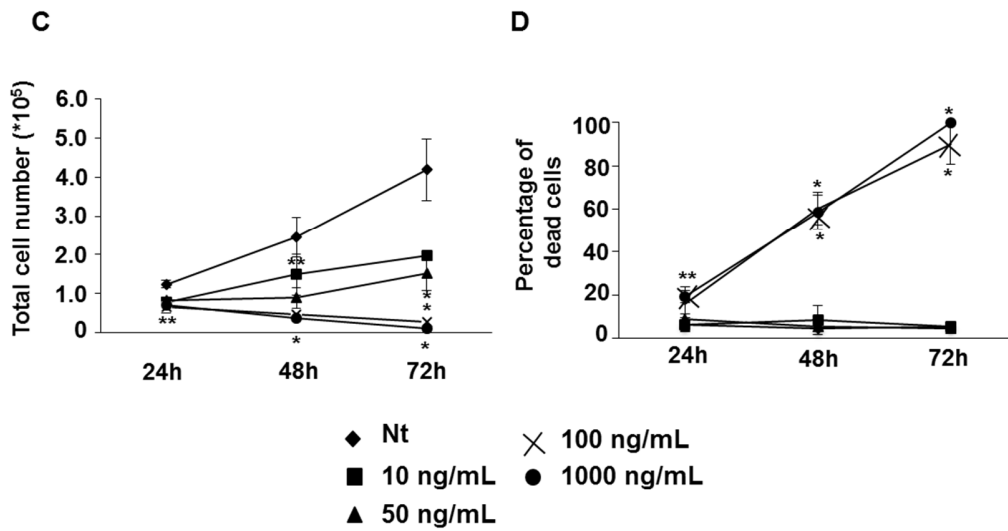 C
Total cell number (*10⁵)
6.0
5.0
4.0
3.0
2.0
1.0
0
**
**
*
*
*
*
24h
48h
72h
D
Percentage of
dead cells
100
80
60
40
20
0
**
*
*
*
*
24h
48h
72h
Nt
10 ng/mL
50 ng/mL
100 ng/mL
1000 ng/mL